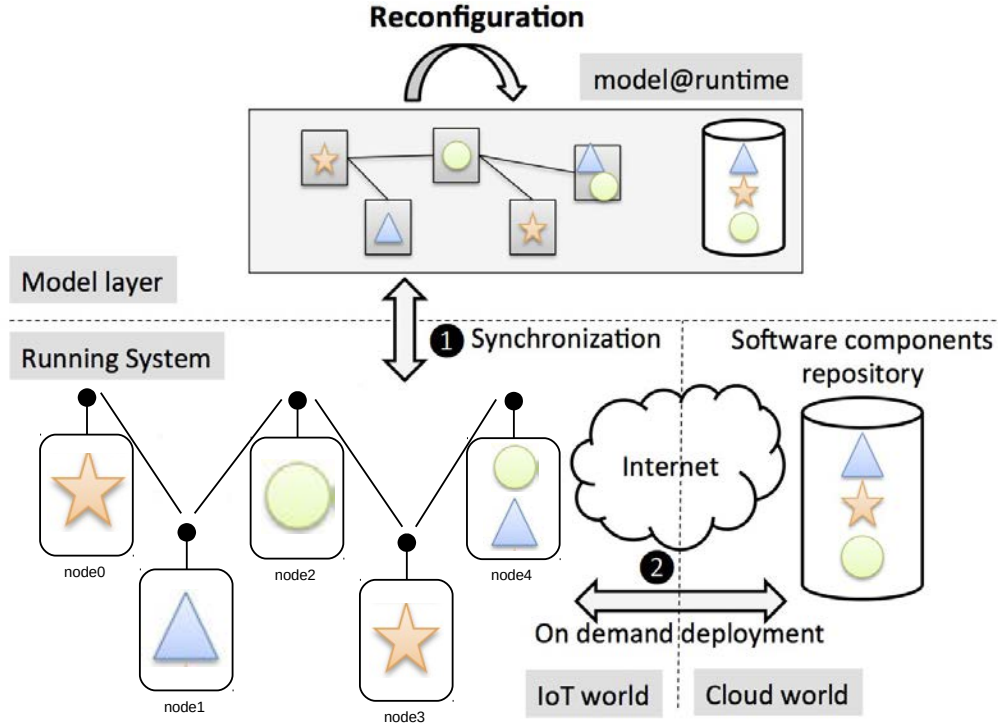 Reconfiguration
model@runtime
Model layer
1 Synchronization
Running System
Software components
repository
Internet
node0
node2
node4
2
On demand deployment
node1
node3
IoT world
Cloud world